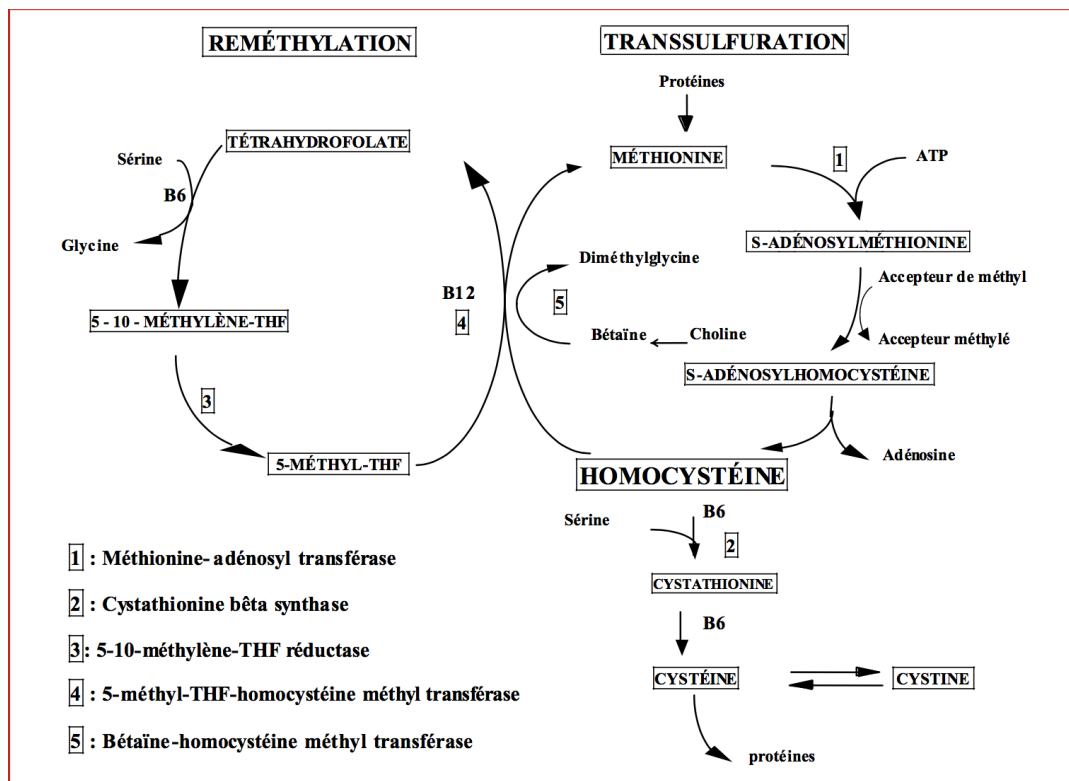 REMÉTHYLATION
TRANSSULFURATION
Protéines
TÉTRAHYDROFOLATE
Sérine
MÉTHIONINE
1
ATP
B6
Glycine
S-ADÉNOSYLMÉTHIONINE
Diméthylglycine
Accepteur de méthyl
B12
5
4
5 - 10 - MÉTHYLÈNE-THF
Bétaïne
Choline
Accepteur méthylé
S-ADÉNOSYLHOMOCYSTÉINE
3
5-MÉTHYL-THF
Adénosine
HOMOCYSTÉINE
Sérine
B6
2
CYSTATHIONINE
B6
CYSTÉINE
CYSTINE
protéines
1 : Méthionine-adénosyl transférase
2 : Cystathionine bêta synthase
3: 5-10-méthylène-THF réductase
4 : 5-méthyl-THF-homocystéine méthyl transférase
5 : Bétaïne-homocystéine méthyl transférase